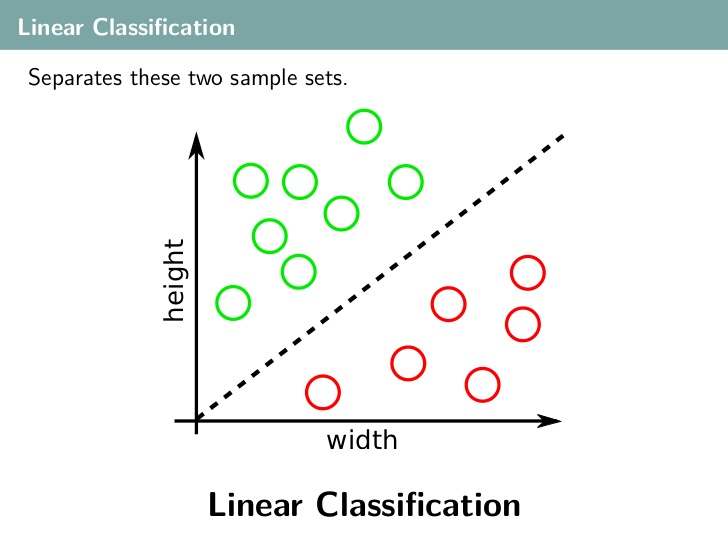 Linear Classification
Separates these two sample sets.
height
width
Linear Classification